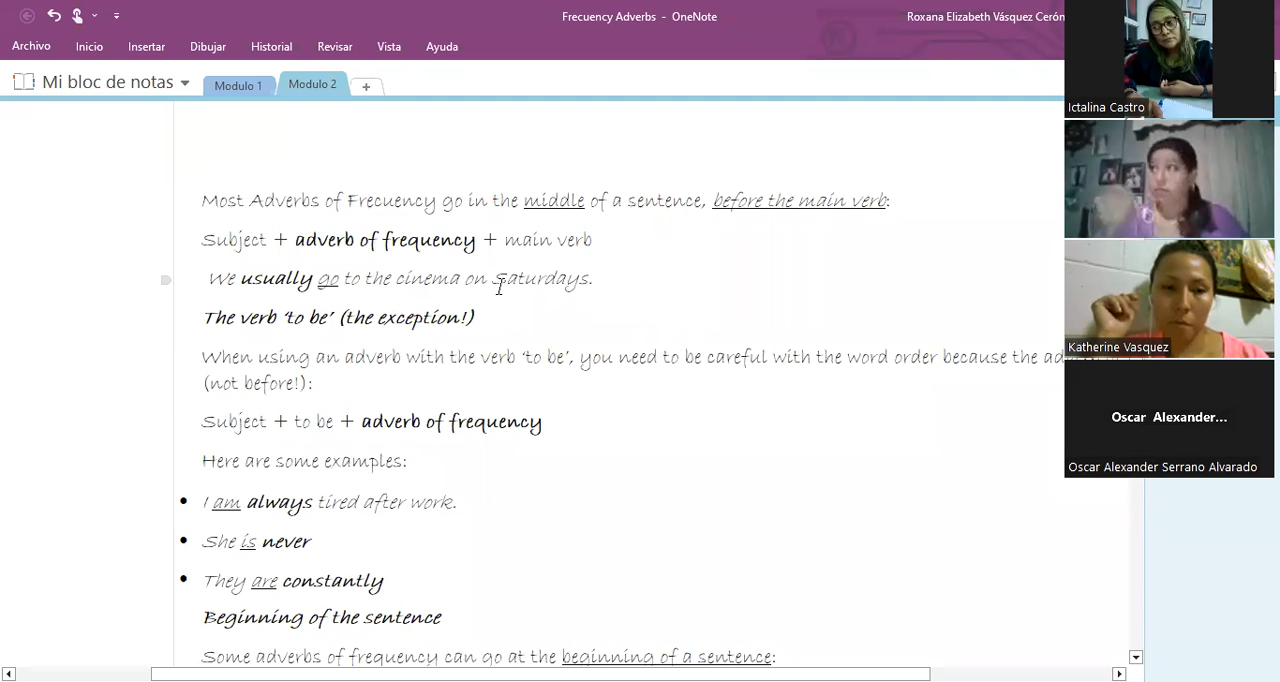 Frecuency Adverbs - OneNote
Roxana Elizabeth Vásquez Cerón
Archivo Inicio Insertar Dibujar Historial Revisar Vista Ayuda
Mi bloc de notas Modulo 1 Modulo 2 +
Most Adverbs of Frecuency go in the middle of a sentence, before the main verb:
Subject + adverb of frequency + main verb
We usually go to the cinema on Saturdays.
The verb 'to be' (the exception!)
When using an adverb with the verb 'to be', you need to be careful with the word order because the
(not before!):
Subject + to be + adverb of frequency
Here are some examples:
• I am always tired after work.
• She is never
• They are constantly
Beginning of the sentence
Some adverbs of frequency can go at the beginning of a sentence:
Ictalina Castro
Katherine Vasquez
Oscar Alexander...
Oscar Alexander Serrano Alvarado